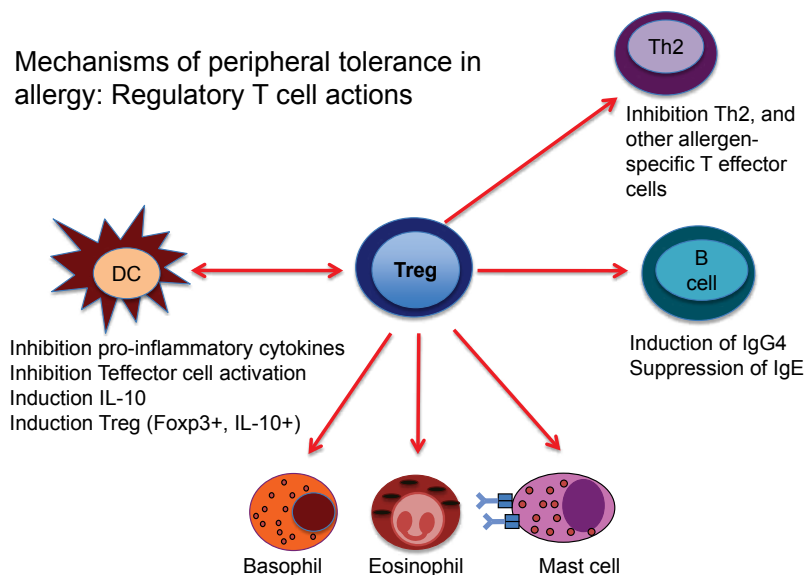 Mechanisms of peripheral tolerance in
allergy: Regulatory T cell actions
Th2
Inhibition Th2, and
other allergen-
specific T effector
cells
DC
Treg
B
cell
Inhibition pro-inflammatory cytokines
Inhibition Teffector cell activation
Induction IL-10
Induction Treg (Foxp3+, IL-10+)
Induction of IgG4
Suppression of IgE
Basophil
Eosinophil
Mast cell